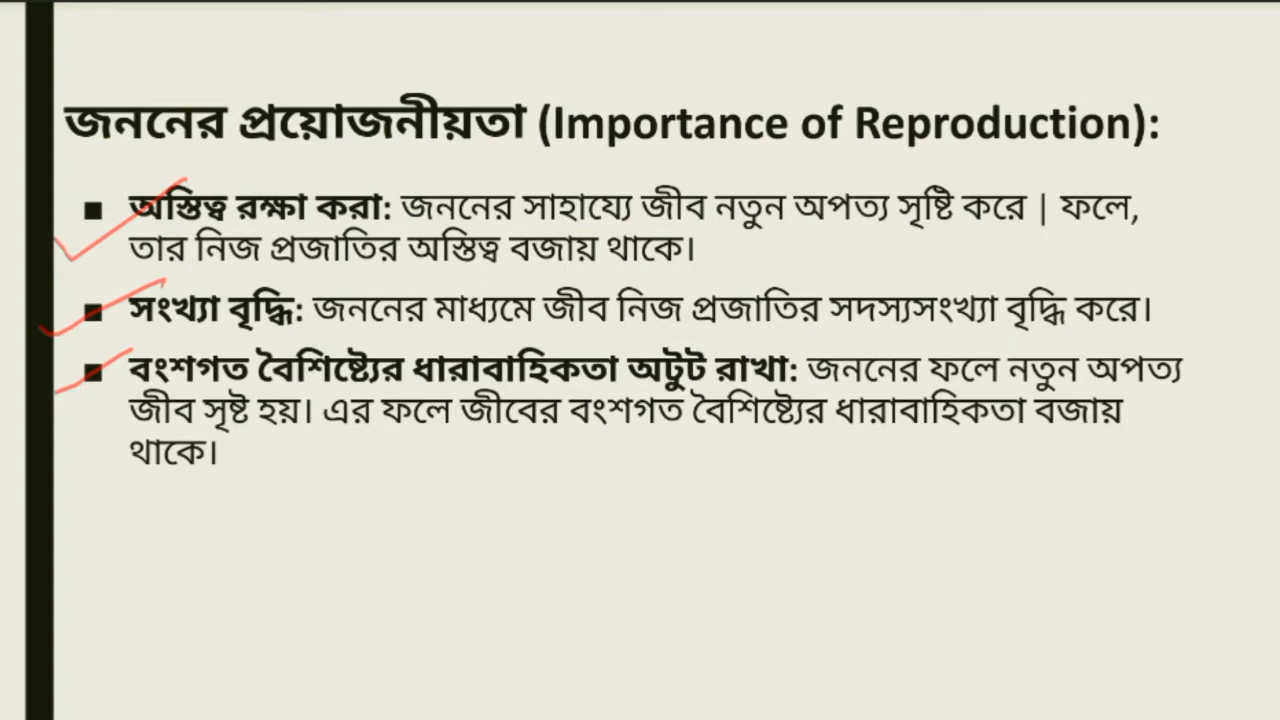 জননের প্রয়োজনীয়তা (Importance of Reproduction):
▪ অস্তিত্ব রক্ষা করা: জননের সাহায্যে জীব নতুন অপত্য সৃষ্টি করে | ফলে,
তার নিজ প্রজাতির অস্তিত্ব বজায় থাকে।
▪ সংখ্যা বৃদ্ধি: জননের মাধ্যমে জীব নিজ প্রজাতির সদস্যসংখ্যা বৃদ্ধি করে।
▪ বংশগত বৈশিষ্ট্যের ধারাবাহিকতা অটুট রাখা: জননের ফলে নতুন অপত্য
জীব সৃষ্ট হয়। এর ফলে জীবের বংশগত বৈশিষ্ট্যের ধারাবাহিকতা বজায়
থাকে।